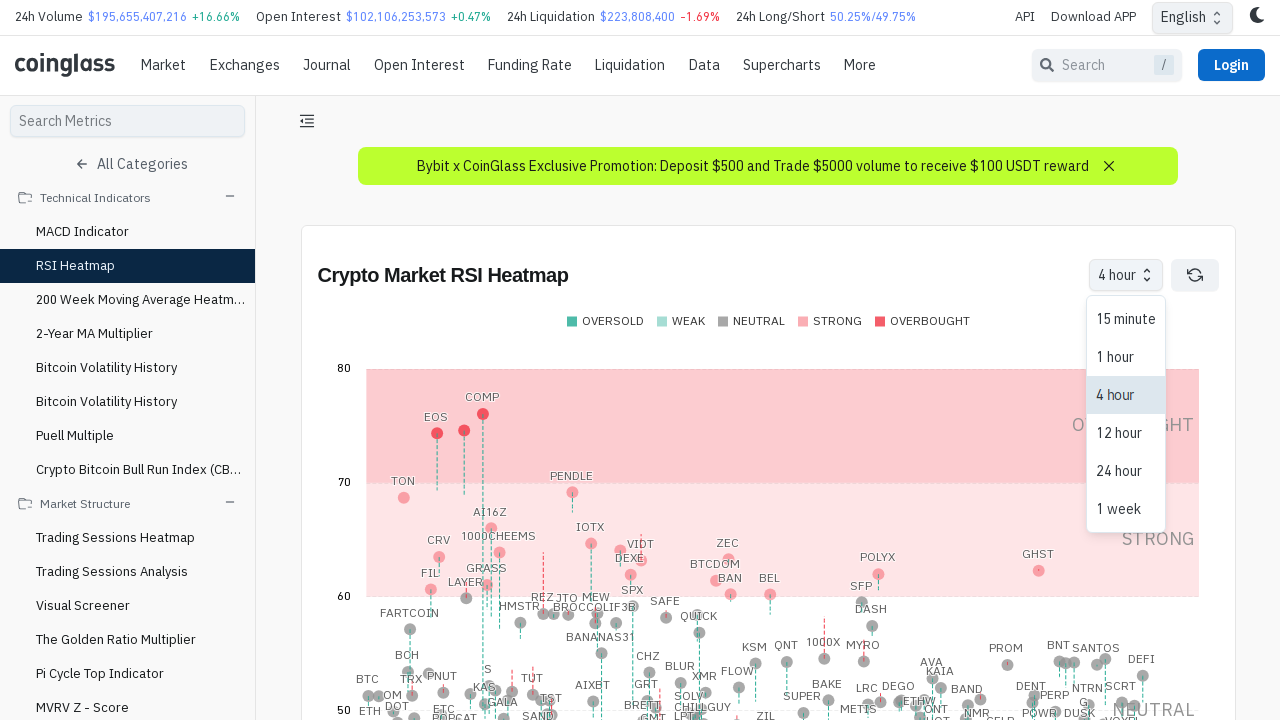 24h Volume $195,655,407,216 +16.66% Open Interest $102,106,253,573 +0.47% 24h Liquidation $223,808,400 -1.69% 24h Long/Short 50.25%/49.75% API Download APP English
coinglass Market Exchanges Journal Open Interest Funding Rate Liquidation Data Supercharts More Search / Login
Search Metrics
All Categories
Technical Indicators
MACD Indicator
RSI Heatmap
200 Week Moving Average Heatm...
2-Year MA Multiplier
Bitcoin Volatility History
Bitcoin Volatility History
Puell Multiple
Crypto Bitcoin Bull Run Index (CB...
Market Structure
Trading Sessions Heatmap
Trading Sessions Analysis
Visual Screener
The Golden Ratio Multiplier
Pi Cycle Top Indicator
MVRV Z - Score
Bybit x CoinGlass Exclusive Promotion: Deposit $500 and Trade $5000 volume to receive $100 USDT reward
Crypto Market RSI Heatmap
4 hour
15 minute
1 hour
4 hour
12 hour
24 hour
1 week
OVERSOLD WEAK NEUTRAL STRONG OVERBOUGHT
80
COMP
EOS
70
TON PENDLE
AI16Z
IOTX
1000CHEEMS
CRV VIDT ZEC
DEXE GHST
POLYX
STRONG
FIL GRASS BTCDOM
LAYER BAN BEL
SPX SFP
60
REZ JTO MEW
HMSTR BROCCOLIF3B SAFE DASH
FARTCOIN QUICK
BANANAS31
KSM QNT 1000X MYRO
PROM BNT SANTOS
BCH CHZ
BLUR AVA DEFI
S FLOW KAIA
BTC TRX PNUT TUT XMR
AIXBT GRT BAKE LRC DEGO BAND DENT NTRN SCRT
KAS
OM SOLV SUPER PERP
DOT GALA TST BRETT CHILLGUY METIS ETHW
ETH ETC ONT NMR POWR DUSK NEUTRAL
50
SAND ZIL